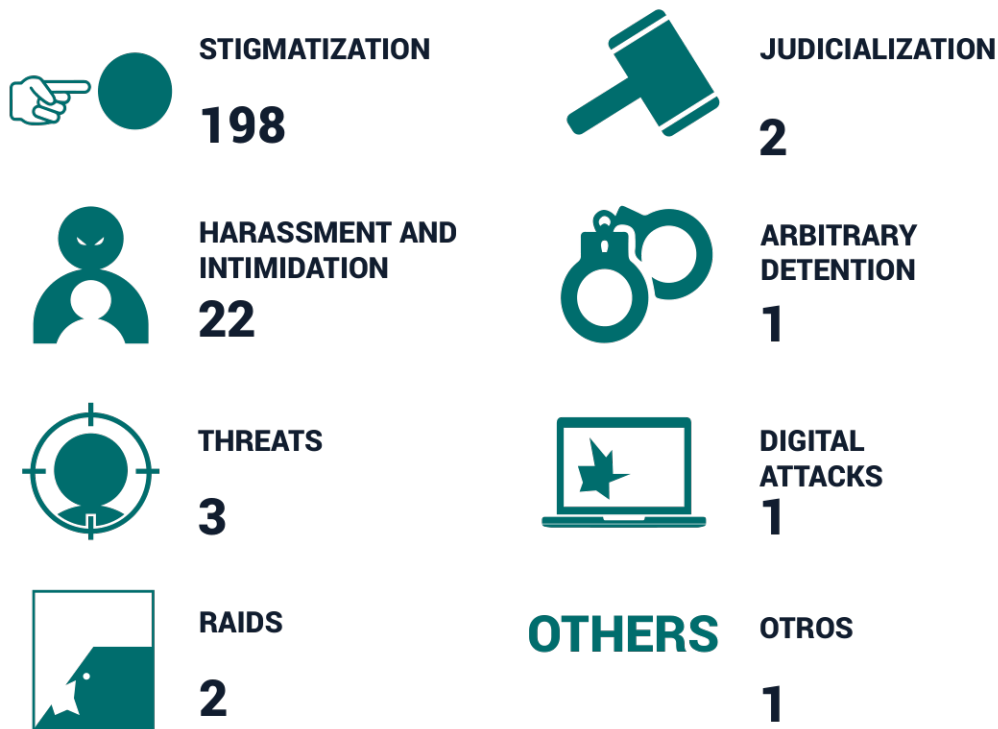 STIGMATIZATION
198
JUDICIALIZATION
2
HARASSMENT AND
INTIMIDATION
22
ARBITRARY
DETENTION
1
THREATS
3
DIGITAL
ATTACKS
1
RAIDS
2
OTHERS
OTROS
1